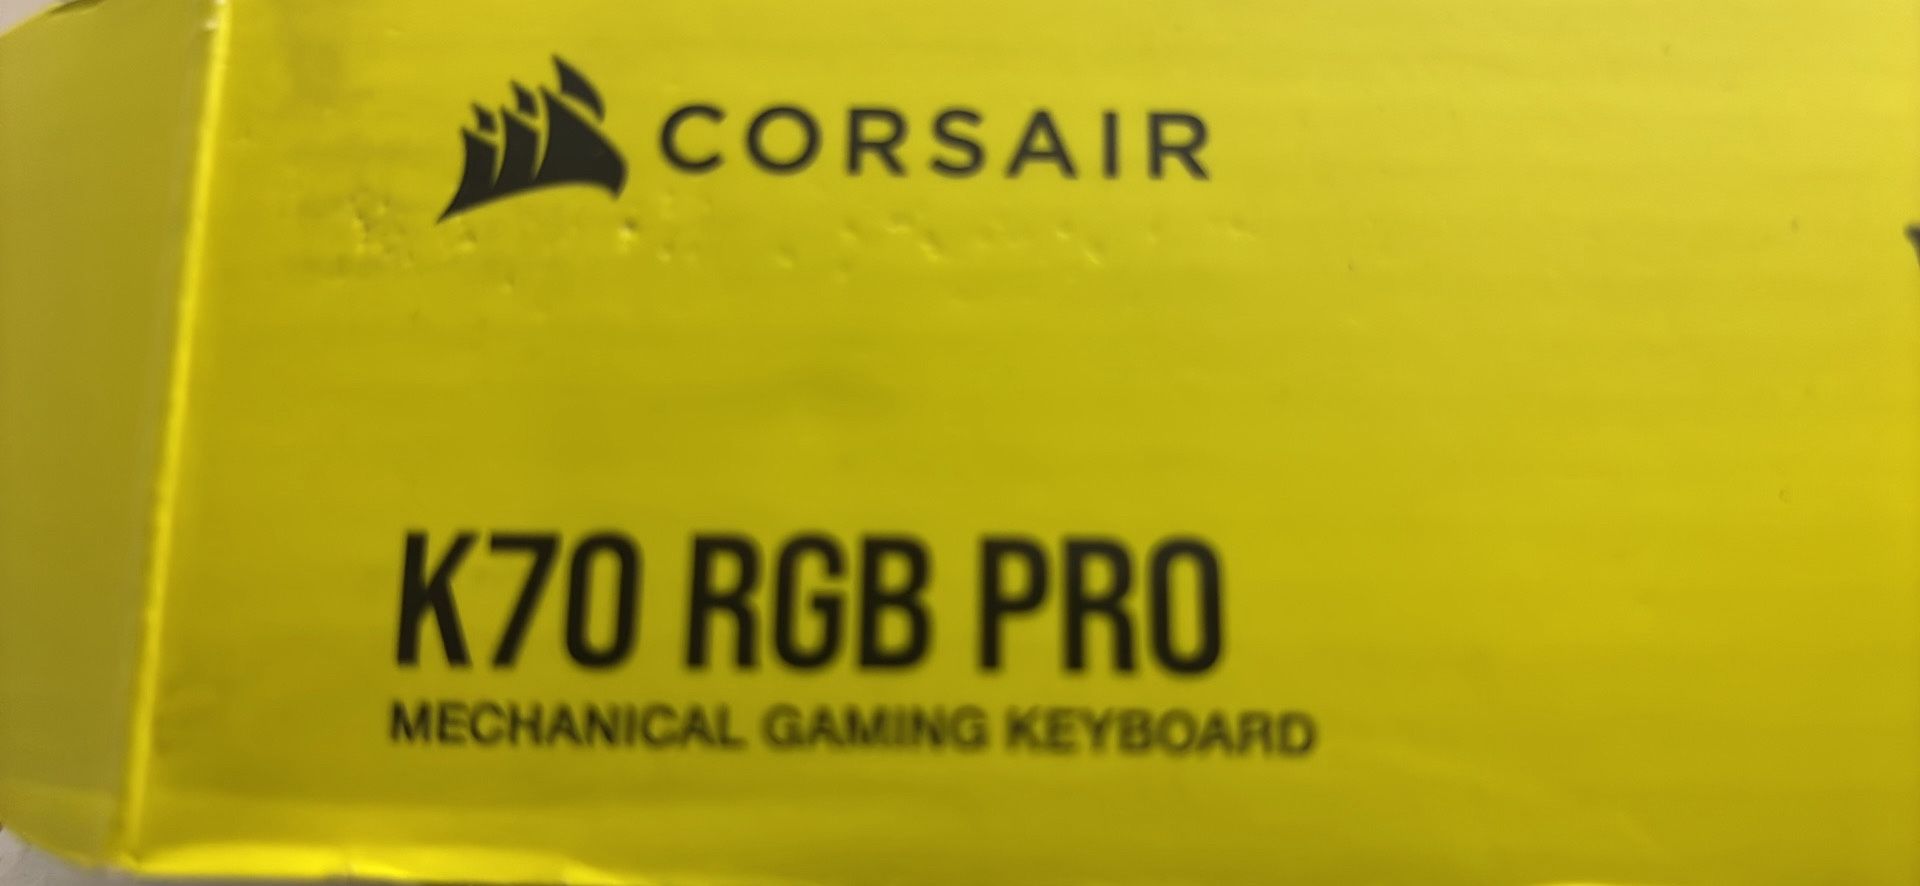 CORSAIR
K70 RGB PRO
MECHANICAL GAMING KEYBOARD